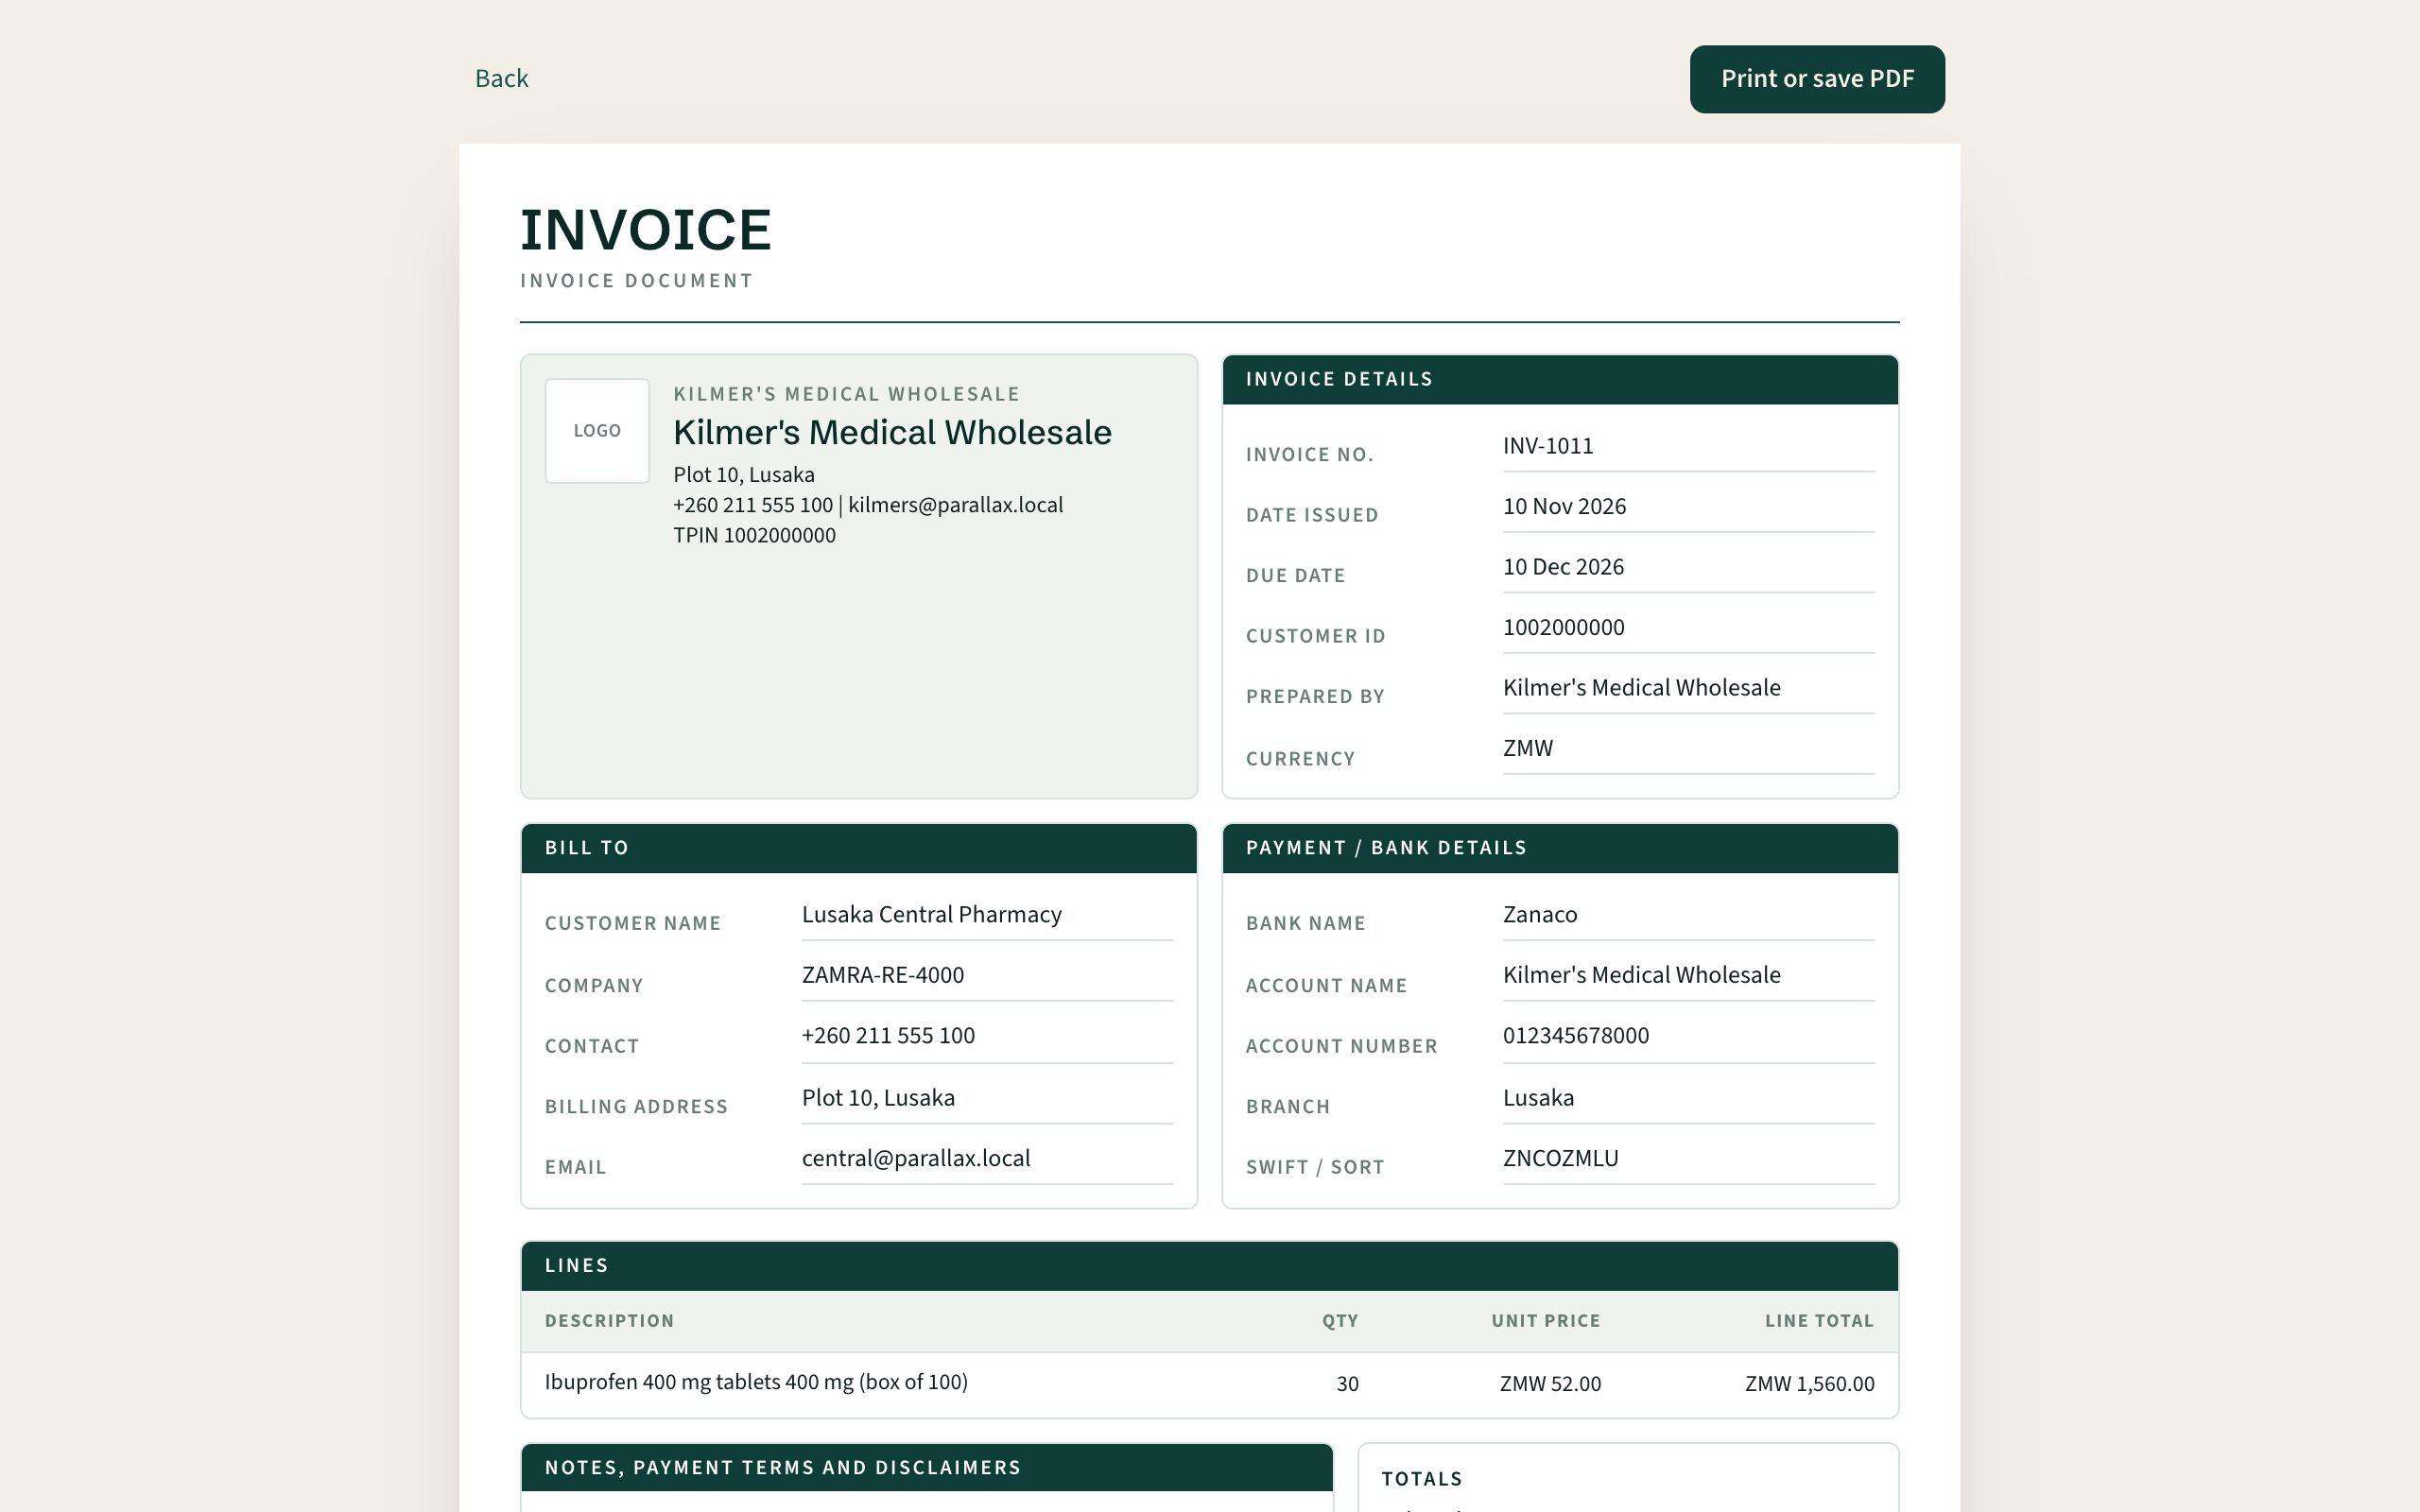 Back
Print or save PDF
INVOICE
INVOICE DOCUMENT
LOGO
KILMER'S MEDICAL WHOLESALE
Kilmer's Medical Wholesale
Plot 10, Lusaka
+260 211 555 100 | kilmers@parallax.local
TPIN 1002000000
INVOICE DETAILS
INVOICE NO. INV-1011
DATE ISSUED 10 Nov 2026
DUE DATE 10 Dec 2026
CUSTOMER ID 1002000000
PREPARED BY Kilmer's Medical Wholesale
CURRENCY ZMW
BILL TO
CUSTOMER NAME Lusaka Central Pharmacy
COMPANY ZAMRA-RE-4000
CONTACT +260 211 555 100
BILLING ADDRESS Plot 10, Lusaka
EMAIL central@parallax.local
PAYMENT / BANK DETAILS
BANK NAME Zanaco
ACCOUNT NAME Kilmer's Medical Wholesale
ACCOUNT NUMBER 012345678000
BRANCH Lusaka
SWIFT / SORT ZNCOZMLU
LINES
DESCRIPTION QTY UNIT PRICE LINE TOTAL
Ibuprofen 400 mg tablets 400 mg (box of 100) 30 ZMW 52.00 ZMW 1,560.00
NOTES, PAYMENT TERMS AND DISCLAIMERS
TOTALS